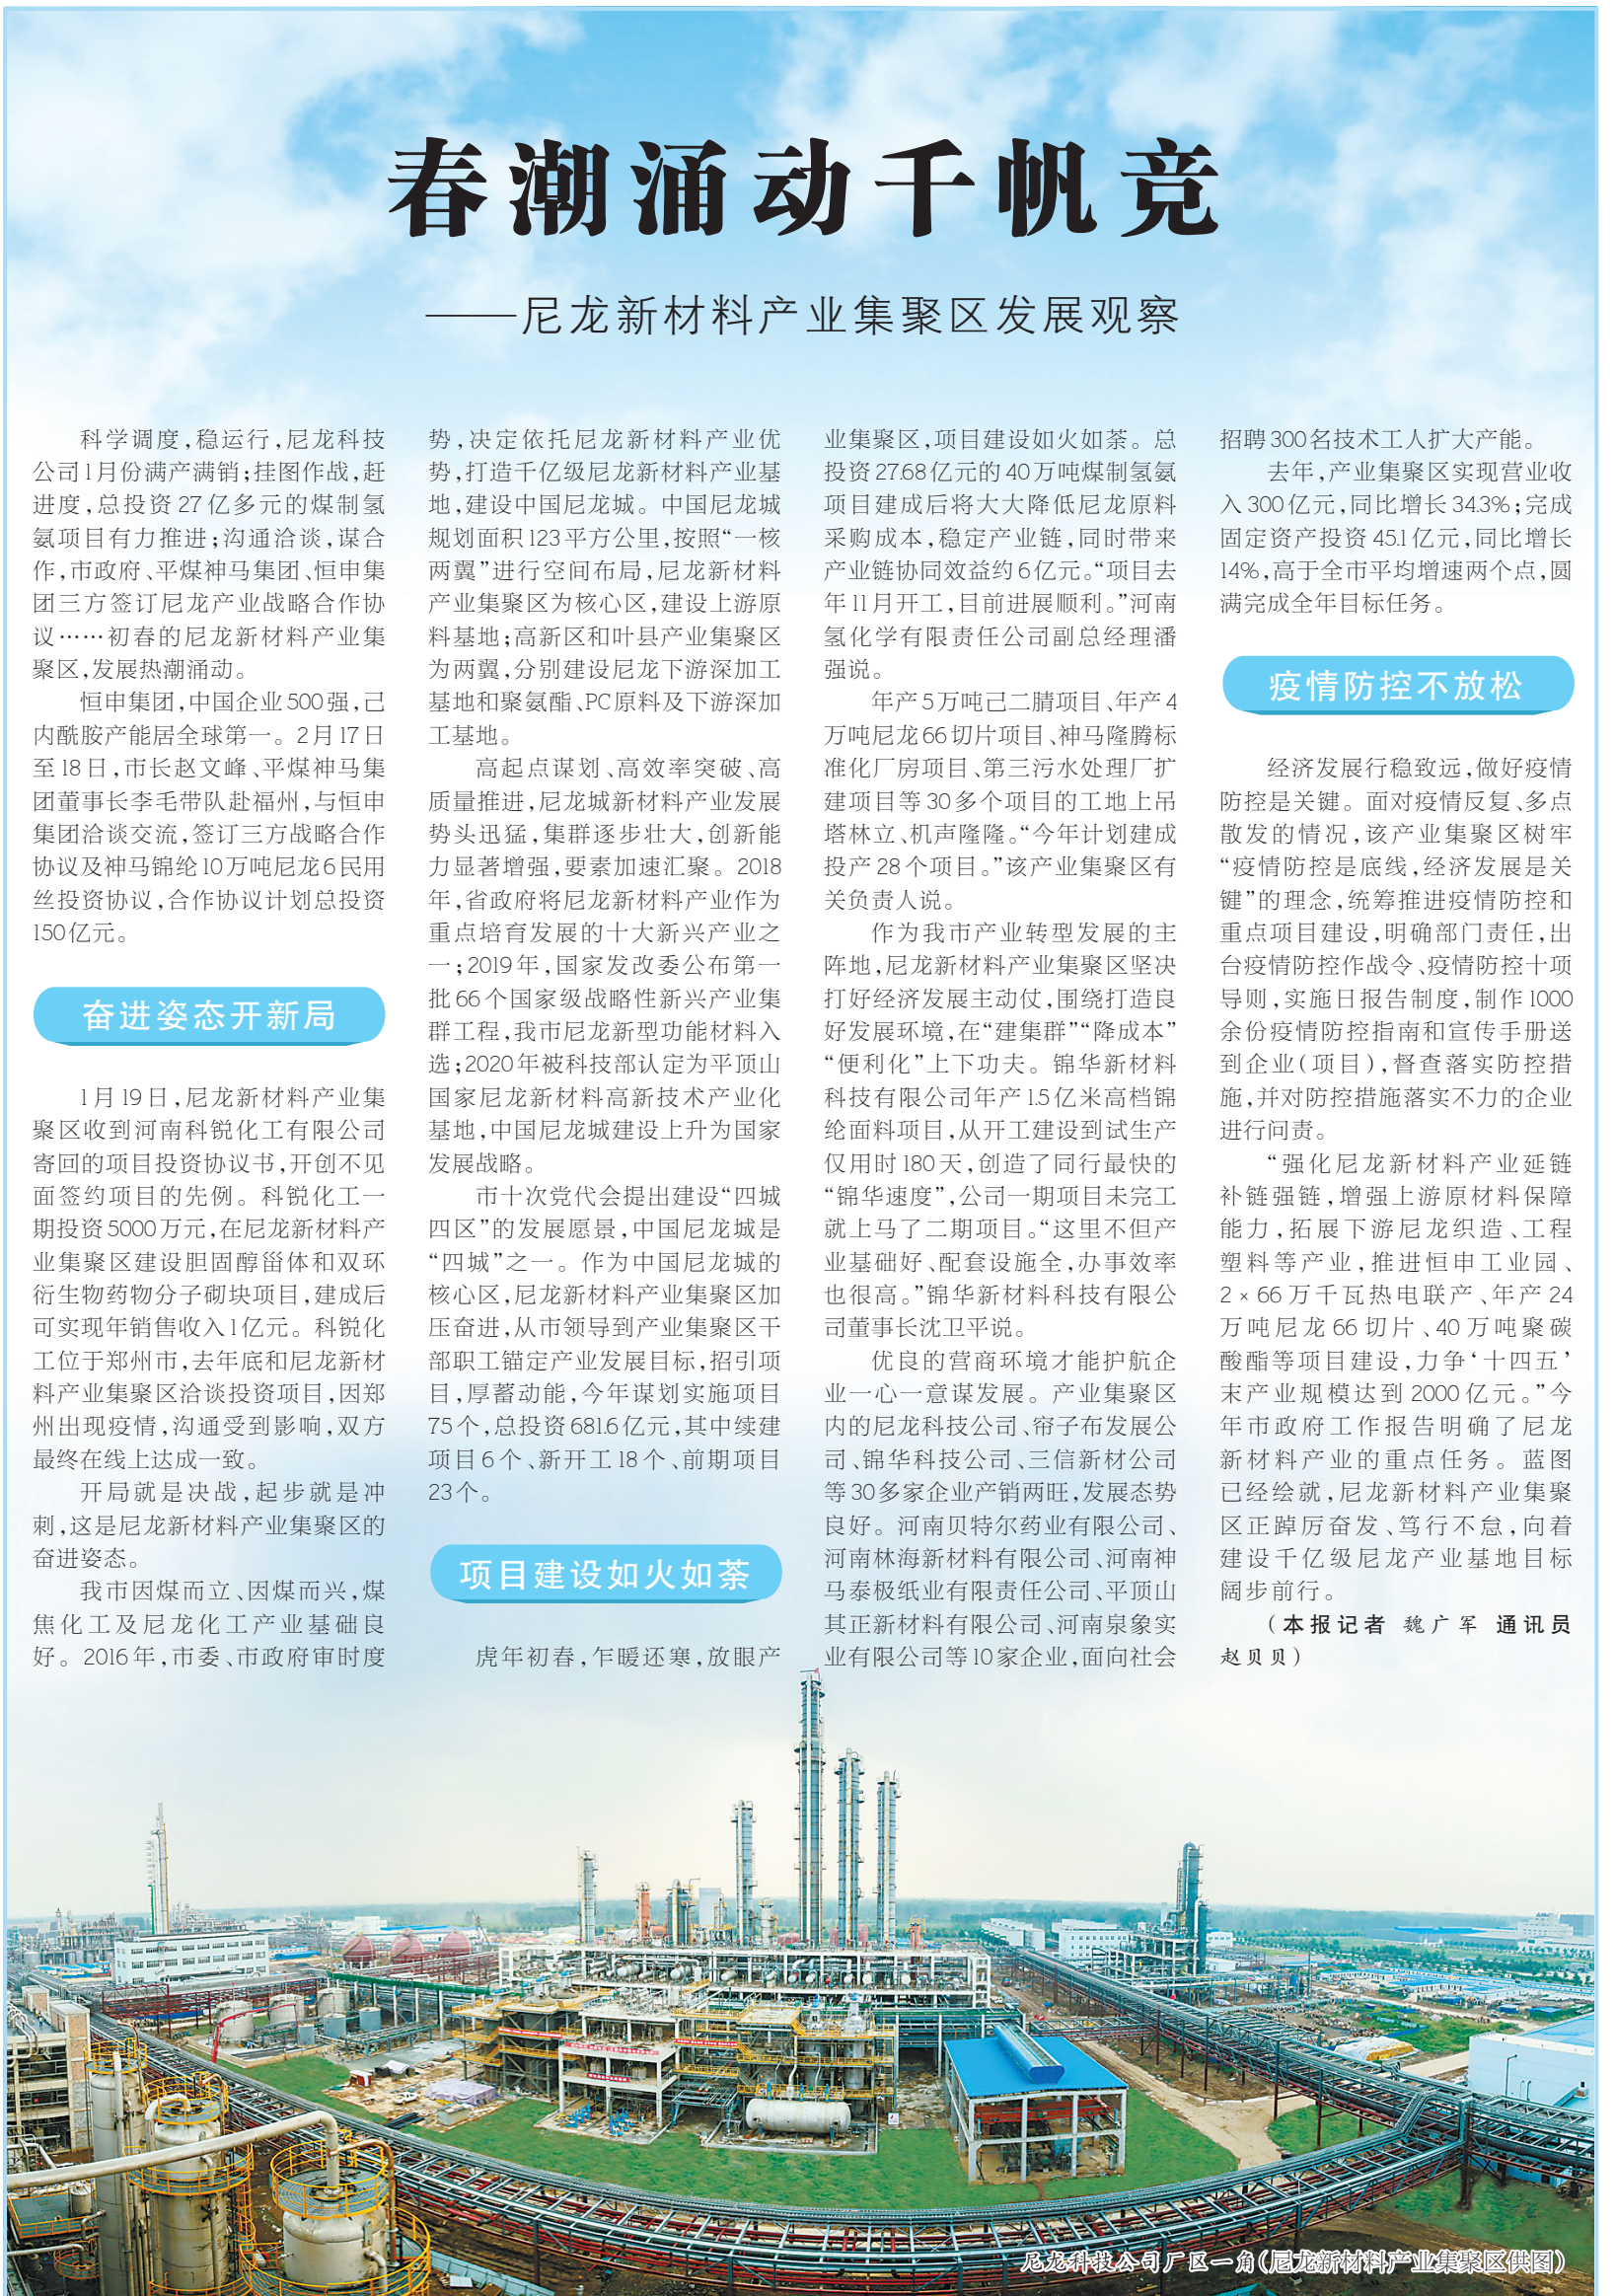 春潮涌动千帆竞
——尼龙新材料产业集聚区发展观察
科学调度,稳运行,尼龙科技
公司1月份满产满销;挂图作战,赶
进度,总投资27亿多元的煤制氢
氨项目有力推进;沟通洽谈,谋合
作,市政府、平煤神马集团、恒申集
团三方签订尼龙产业战略合作协
议……初春的尼龙新材料产业集
聚区,发展热潮涌动。
恒申集团,中国企业500强,己
内酰胺产能居全球第一。2月17日
至18日,市长赵文峰、平煤神马集
团董事长李毛带队赴福州,与恒申
集团洽谈交流,签订三方战略合作
协议及神马锦纶10万吨尼龙6民用
丝投资协议,合作协议计划总投资
150亿元。
奋进姿态开新局
1月19日,尼龙新材料产业集
聚区收到河南科锐化工有限公司
寄回的项目投资协议书,开创不见
面签约项目的先例。科锐化工一
期投资5000万元,在尼龙新材料产
业集聚区建设胆固醇甾体和双环
衍生物药物分子砌块项目,建成后
可实现年销售收入1亿元。科锐化
工位于郑州市,去年底和尼龙新材
料产业集聚区洽谈投资项目,因郑
州出现疫情,沟通受到影响,双方
最终在线上达成一致。
开局就是决战,起步就是冲
刺,这是尼龙新材料产业集聚区的
奋进姿态。
我市因煤而立、因煤而兴,煤
焦化工及尼龙化工产业基础良
好。2016年,市委、市政府审时度
势,决定依托尼龙新材料产业优
势,打造千亿级尼龙新材料产业基
地,建设中国尼龙城。中国尼龙城
规划面积123平方公里,按照“一核
两翼”进行空间布局,尼龙新材料
产业集聚区为核心区,建设上游原
料基地;高新区和叶县产业集聚区
为两翼,分别建设尼龙下游深加工
基地和聚氨酯、PC原料及下游深加
工基地。
高起点谋划、高效率突破、高
质量推进,尼龙城新材料产业发展
势头迅猛,集群逐步壮大,创新能
力显著增强,要素加速汇聚。2018
年,省政府将尼龙新材料产业作为
重点培育发展的十大新兴产业之
一;2019年,国家发改委公布第一
批66个国家级战略性新兴产业集
群工程,我市尼龙新型功能材料入
选;2020年被科技部认定为平顶山
国家尼龙新材料高新技术产业化
基地,中国尼龙城建设上升为国家
发展战略。
市十次党代会提出建设“四城
四区”的发展愿景,中国尼龙城是
“四城”之一。作为中国尼龙城的
核心区,尼龙新材料产业集聚区加
压奋进,从市领导到产业集聚区干
部职工锚定产业发展目标,招引项
目,厚蓄动能,今年谋划实施项目
75个,总投资681.6亿元,其中续建
项目6个、新开工18个、前期项目
23个。
项目建设如火如荼
虎年初春,乍暖还寒,放眼产
业集聚区,项目建设如火如荼。总
投资27.68亿元的40万吨煤制氢氨
项目建成后将大大降低尼龙原料
采购成本,稳定产业链,同时带来
产业链协同效益约6亿元。“项目去
年11月开工,目前进展顺利。”河南
氢化学有限责任公司副总经理潘
强说。
年产5万吨己二腈项目、年产4
万吨尼龙66切片项目、神马隆腾标
准化厂房项目、第三污水处理厂扩
建项目等30多个项目的工地上吊
塔林立、机声隆隆。“今年计划建成
投产28个项目。”该产业集聚区有
关负责人说。
作为我市产业转型发展的主
阵地,尼龙新材料产业集聚区坚决
打好经济发展主动仗,围绕打造良
好发展环境,在“建集群”“降成本”
“便利化”上下功夫。锦华新材料
科技有限公司年产1.5亿米高档锦
纶面料项目,从开工建设到试生产
仅用时180天,创造了同行最快的
“锦华速度”,公司一期项目未完工
就上马了二期项目。“这里不但产
业基础好、配套设施全,办事效率
也很高。”锦华新材料科技有限公
司董事长沈卫平说。
优良的营商环境才能护航企
业一心一意谋发展。产业集聚区
内的尼龙科技公司、帘子布发展公
司、锦华科技公司、三信新材公司
等30多家企业产销两旺,发展态势
良好。河南贝特尔药业有限公司、
河南林海新材料有限公司、河南神
马泰极纸业有限责任公司、平顶山
其正新材料有限公司、河南泉象实
业有限公司等10家企业,面向社会
招聘300名技术工人扩大产能。
去年,产业集聚区实现营业收
入300亿元,同比增长34.3%;完成
固定资产投资45.1亿元,同比增长
14%,高于全市平均增速两个点,圆
满完成全年目标任务。
疫情防控不放松
经济发展行稳致远,做好疫情
防控是关键。面对疫情反复、多点
散发的情况,该产业集聚区树牢
“疫情防控是底线,经济发展是关
键”的理念,统筹推进疫情防控和
重点项目建设,明确部门责任,出
台疫情防控作战令、疫情防控十项
导则,实施日报告制度,制作1000
余份疫情防控指南和宣传手册送
到企业(项目),督查落实防控措
施,并对防控措施落实不力的企业
进行问责。
“强化尼龙新材料产业延链
补链强链,增强上游原材料保障
能力,拓展下游尼龙织造、工程
塑料等产业,推进恒申工业园、
2×66万千瓦热电联产、年产24
万吨尼龙66切片、40万吨聚碳
酸酯等项目建设,力争‘十四五’
末产业规模达到2000亿元。”今
年市政府工作报告明确了尼龙
新材料产业的重点任务。蓝图
已经绘就,尼龙新材料产业集聚
区正踔厉奋发、笃行不怠,向着
建设千亿级尼龙产业基地目标
阔步前行。
(本报记者 魏广军 通讯员
赵贝贝)
尼龙科技公司厂区一角(尼龙新材料产业集聚区供图)